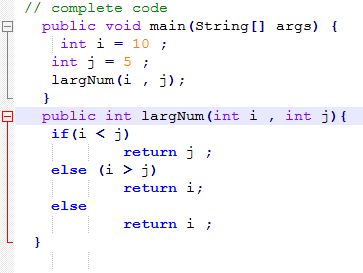 // complete code
public void main(String[] args) {
int i = 10 ;
int j = 5 ;
largNum(i , j);
}
public int largNum(int i , int j){
if(i < j)
return j ;
else (i > j)
return i;
else
return i ;
}